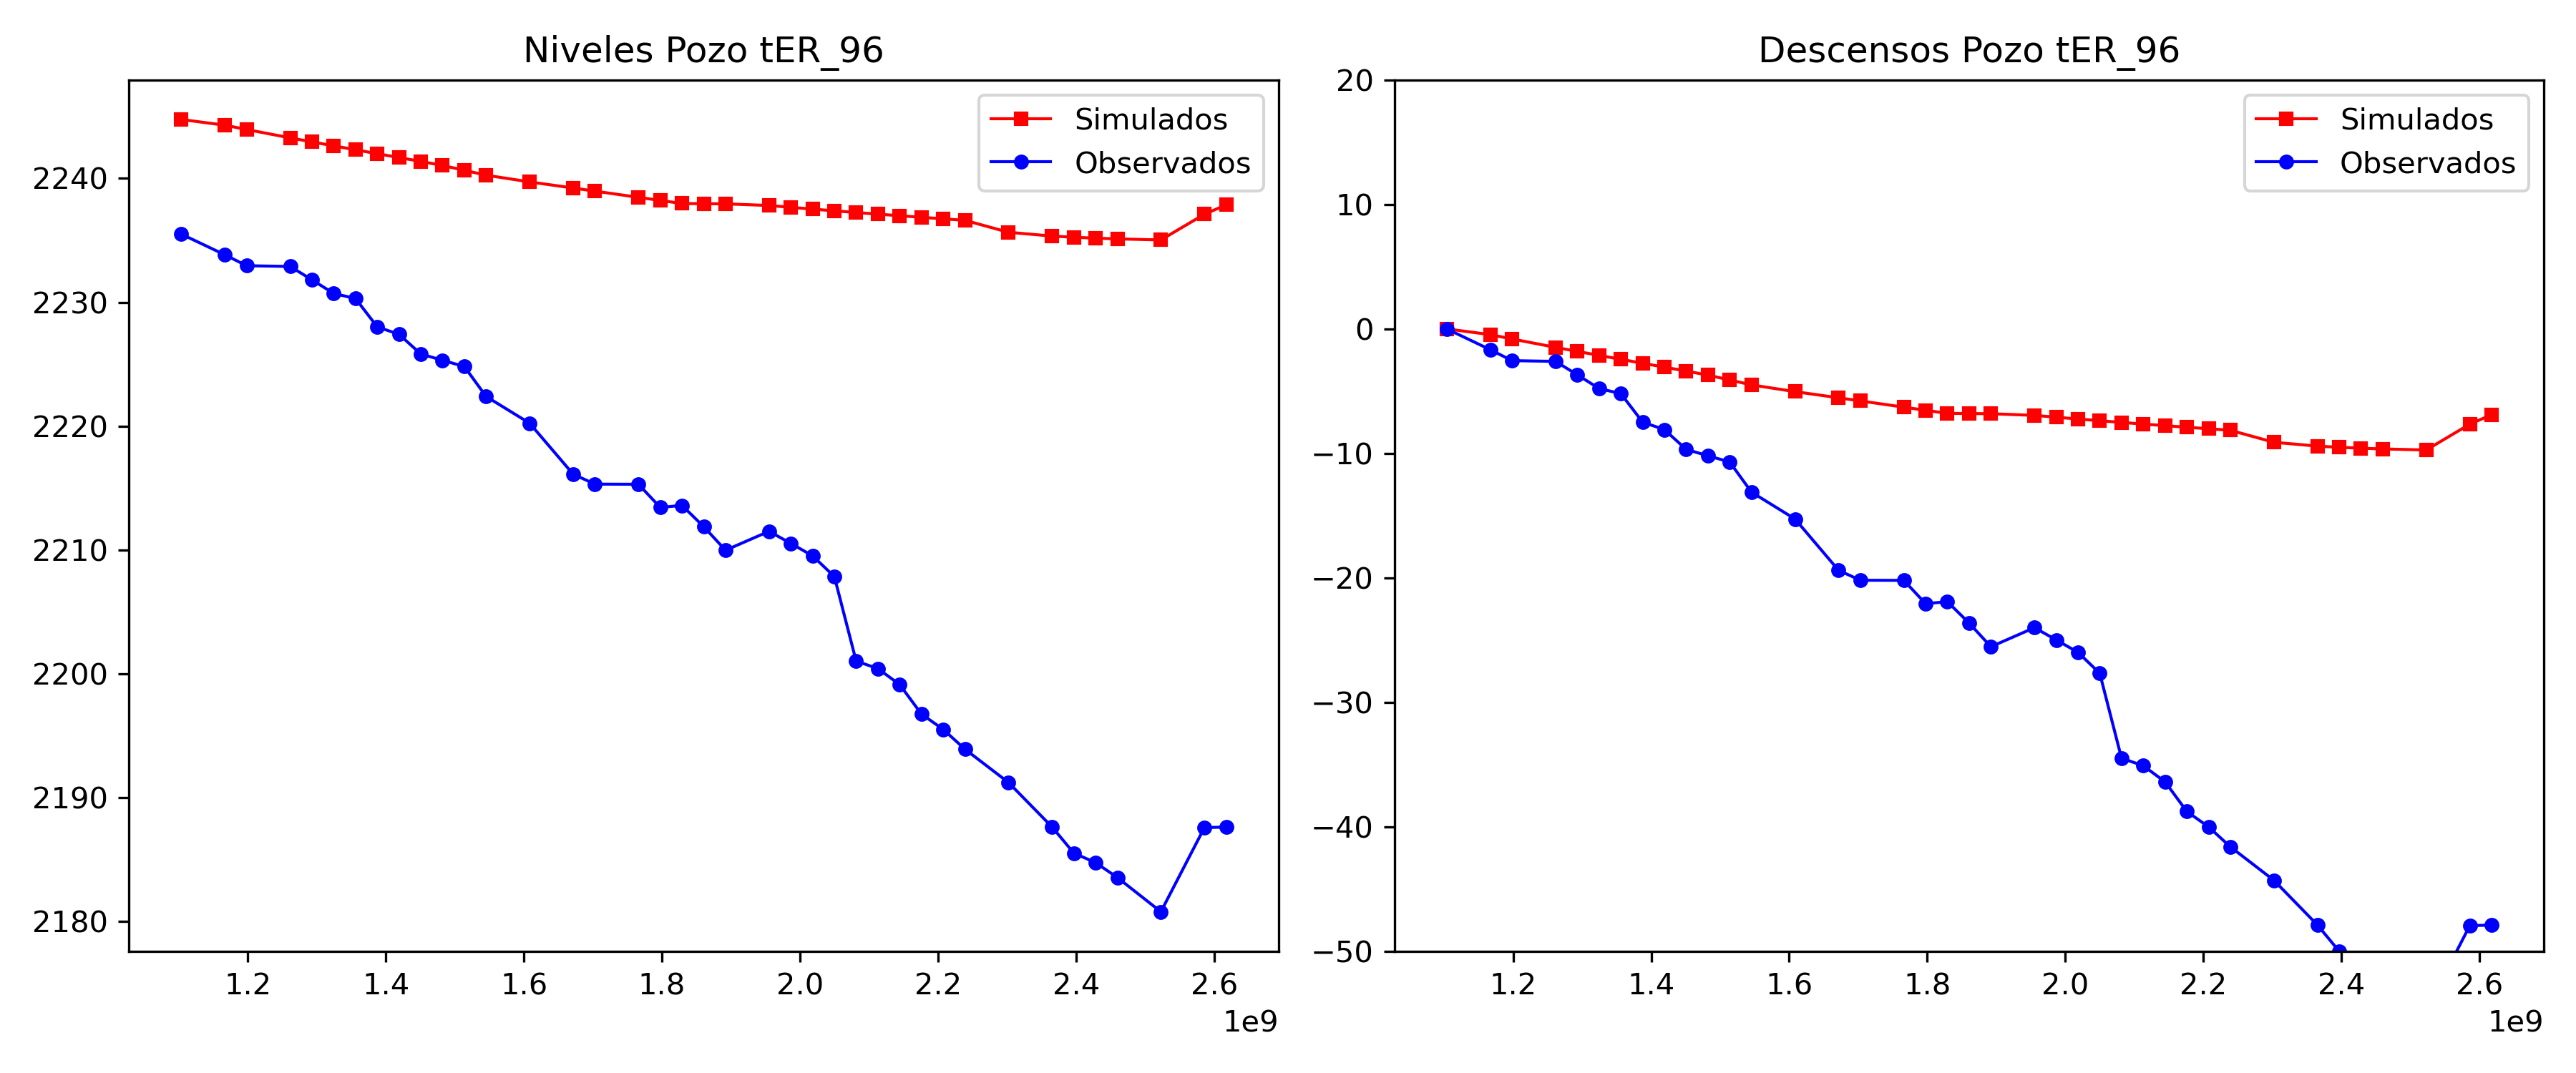 Niveles Pozo tER_96
Simulados
Observados
2240
2230
2220
2210
2200
2190
2180
1.2 1.4 1.6 1.8 2.0 2.2 2.4 2.6
1e9
Descensos Pozo tER_96
Simulados
Observados
20
10
0
−10
−20
−30
−40
−50
1.2 1.4 1.6 1.8 2.0 2.2 2.4 2.6
1e9